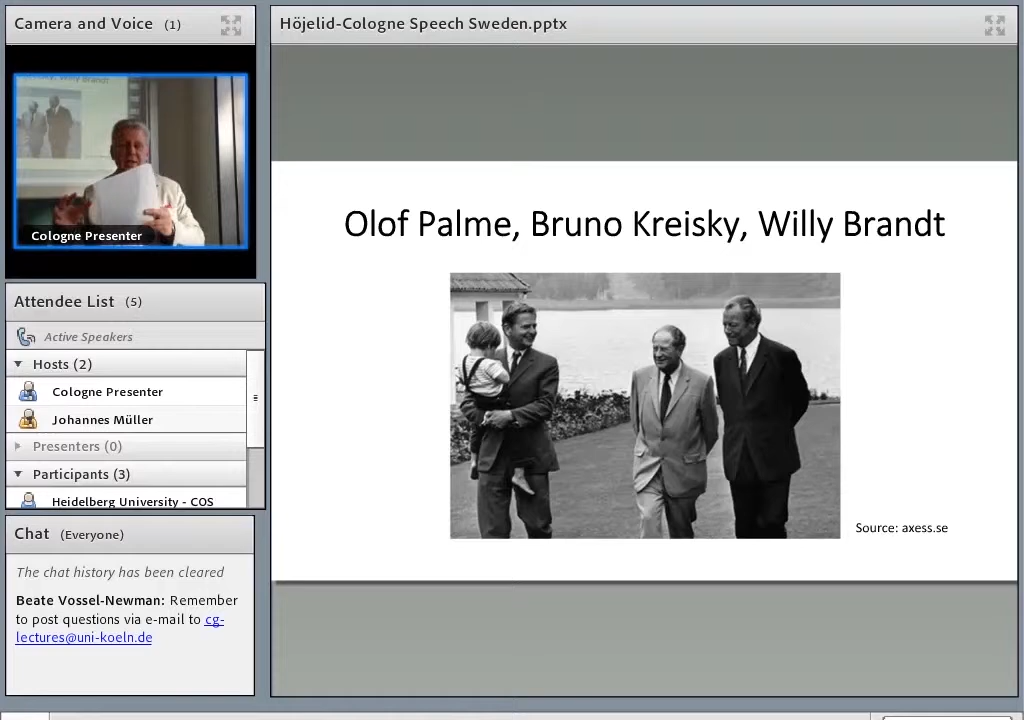 Camera and Voice (1)
Cologne Presenter
Attendee List (5)
Active Speakers
Hosts (2)
Cologne Presenter
Johannes Müller
Presenters (0)
Participants (3)
Heidelberg University - COS
Chat (Everyone)
The chat history has been cleared
Beate Vossel-Newman: Remember
to post questions via e-mail to cg-
lectures@uni-koeln.de
Höjelid-Cologne Speech Sweden.pptx
Olof Palme, Bruno Kreisky, Willy Brandt
Source: axess.se